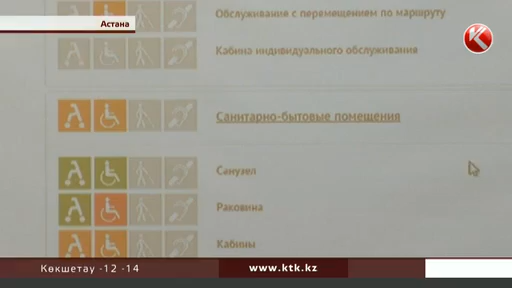 Астана
Обслуживания с перемещением по маршруту
Кабина индивидуального обслуживания
Санитарно-бытовые помещения
Санузел
Раковина
Кабины
Көкшетау -12 -14
www.ktk.kz